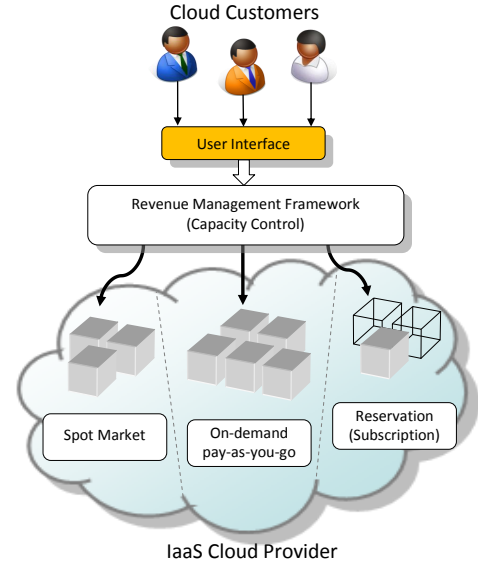 Cloud Customers
User Interface
Revenue Management Framework
(Capacity Control)
Spot Market
On-demand
pay-as-you-go
Reservation
(Subscription)
IaaS Cloud Provider